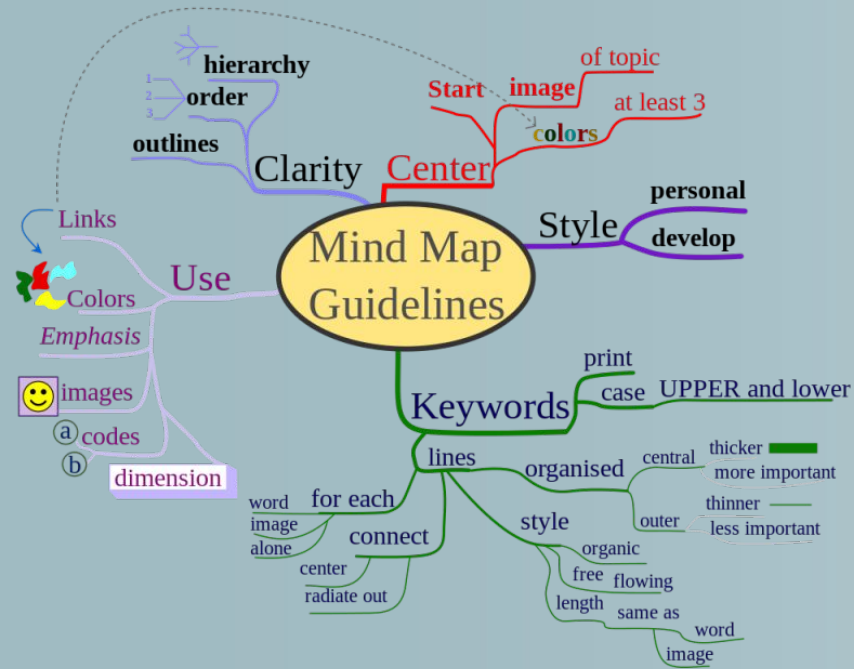 Mind Map
Guidelines
Clarity
hierarchy
order
1
2
3
outlines
Center
Start
image
of topic
colors
at least 3
Style
personal
develop
Keywords
print
case
UPPER and lower
lines
organised
central
thicker
more important
outer
thinner
less important
style
organic
free
flowing
length
same as
word
image
connect
center
radiate out
for each
word
image
alone
Use
Links
Colors
Emphasis
images
codes
a
b
dimension